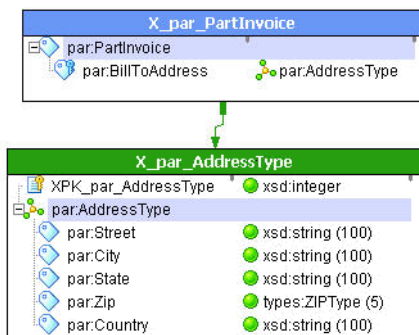 X_par_PartInvoice
par:PartInvoice
par:BillToAddress par:AddressType
X_par_AddressType
XPK_par_AddressType xsd:integer
par:AddressType
par:Street xsd:string (100)
par:City xsd:string (100)
par:State xsd:string (100)
par:Zip types:ZIPType (5)
par:Country xsd:string (100)